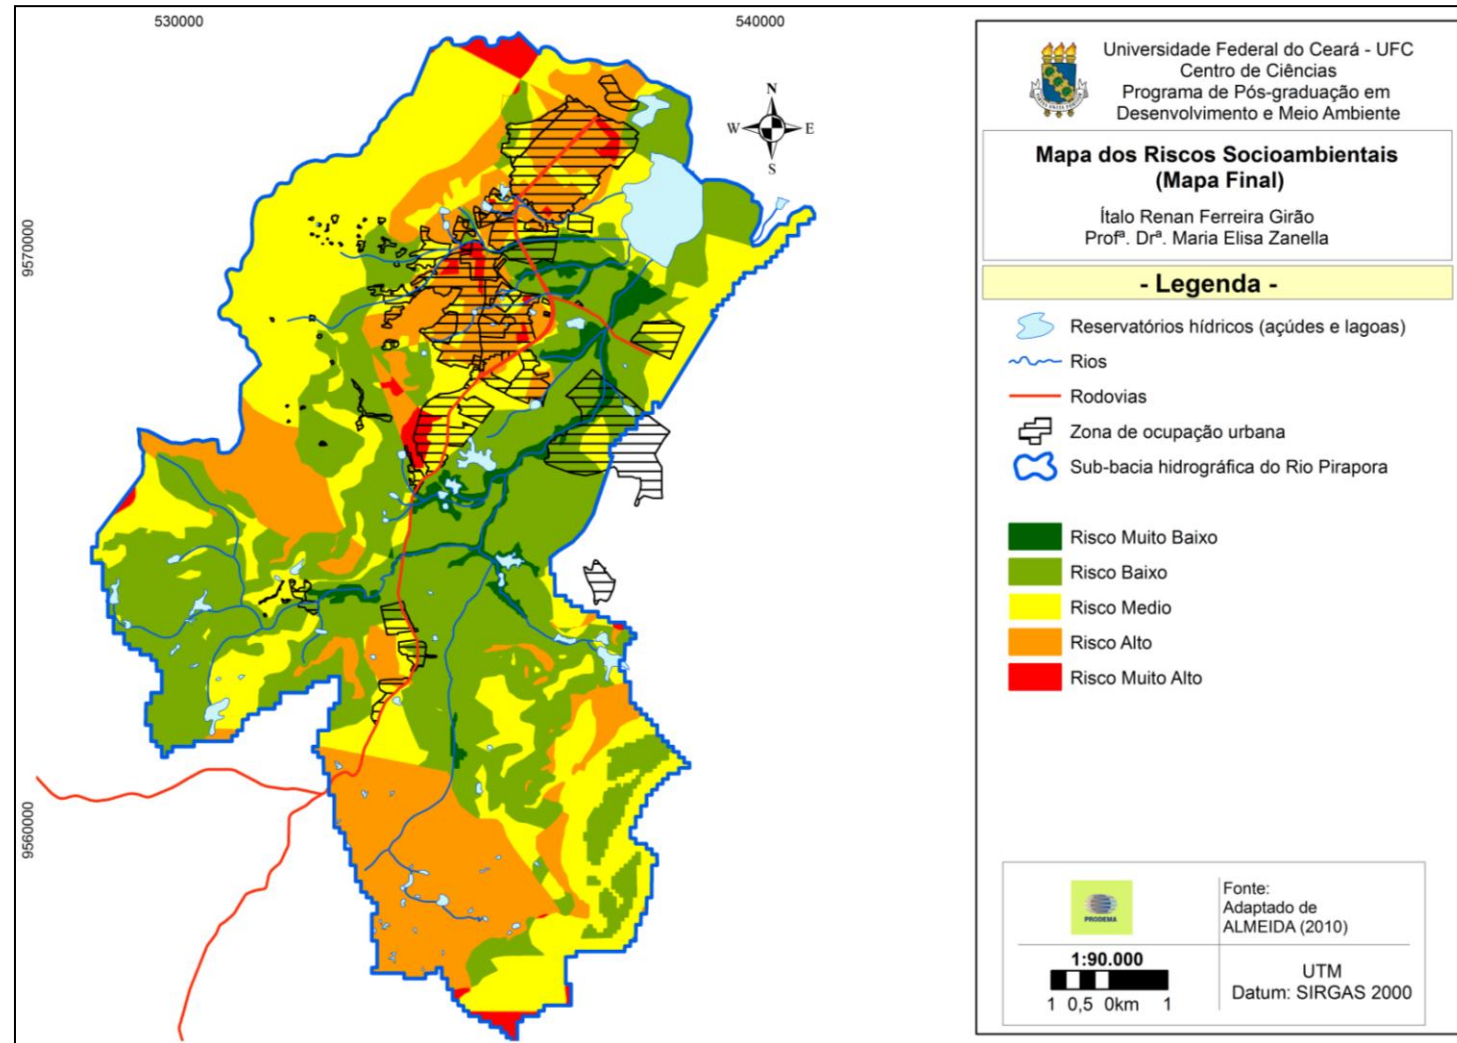 530000
540000
9570000
9560000
N
W
E
S
Universidade Federal do Ceará - UFC
Centro de Ciências
Programa de Pós-graduação em
Desenvolvimento e Meio Ambiente
Mapa dos Riscos Socioambientais
(Mapa Final)
Ítalo Renan Ferreira Girão
Profª. Drª. Maria Elisa Zanella
- Legenda -
Reservatórios hídricos (açúdes e lagoas)
Rios
Rodovias
Zona de ocupação urbana
Sub-bacia hidrográfica do Rio Pirapora
Risco Muito Baixo
Risco Baixo
Risco Medio
Risco Alto
Risco Muito Alto
PRODEMA
Fonte:
Adaptado de
ALMEIDA (2010)
1:90.000
1 0,5 0km 1
UTM
Datum: SIRGAS 2000